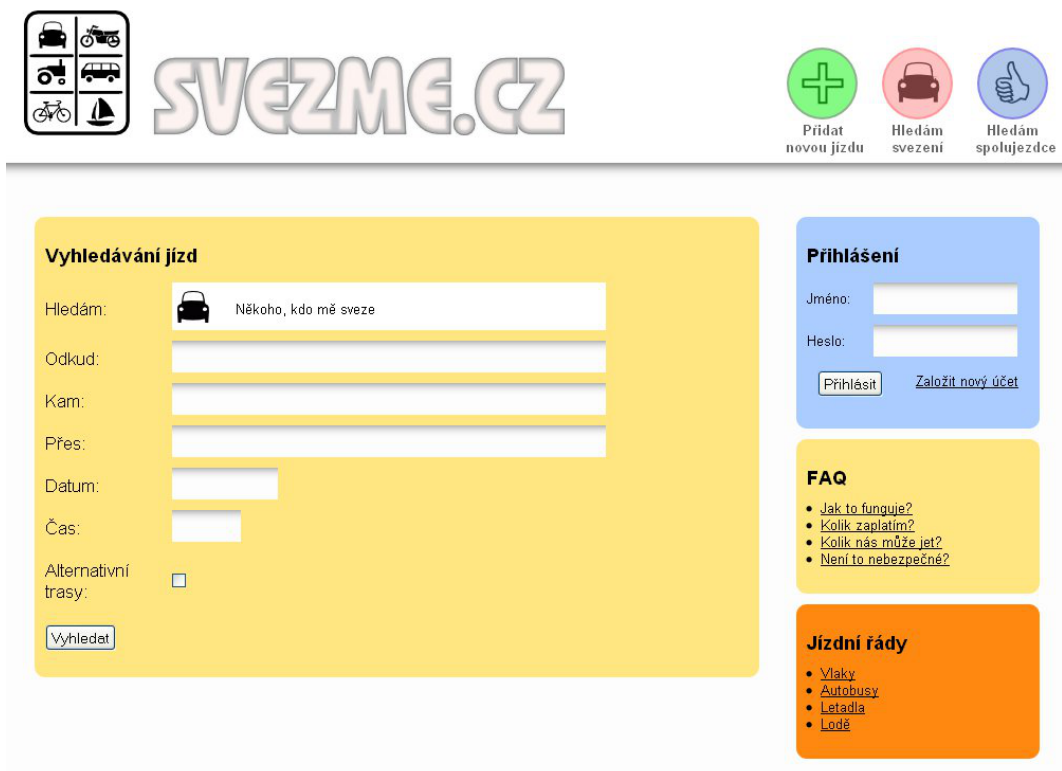 SVEZME.CZ
Přidat
novou jízdu
Hledám
svezení
Hledám
spolujezdce
Vyhledávání jízd
Hledám:
Někoho, kdo mě sveze
Odkud:
Kam:
Přes:
Datum:
Čas:
Alternativní
trasy:
Vyhledat
Přihlášení
Jméno:
Heslo:
Přihlásit
Založit nový účet
FAQ
Jak to funguje?
Kolik zaplatím?
Kolik nás může jet?
Není to nebezpečné?
Jízdní řády
Vlaky
Autobusy
Letadla
Lodě